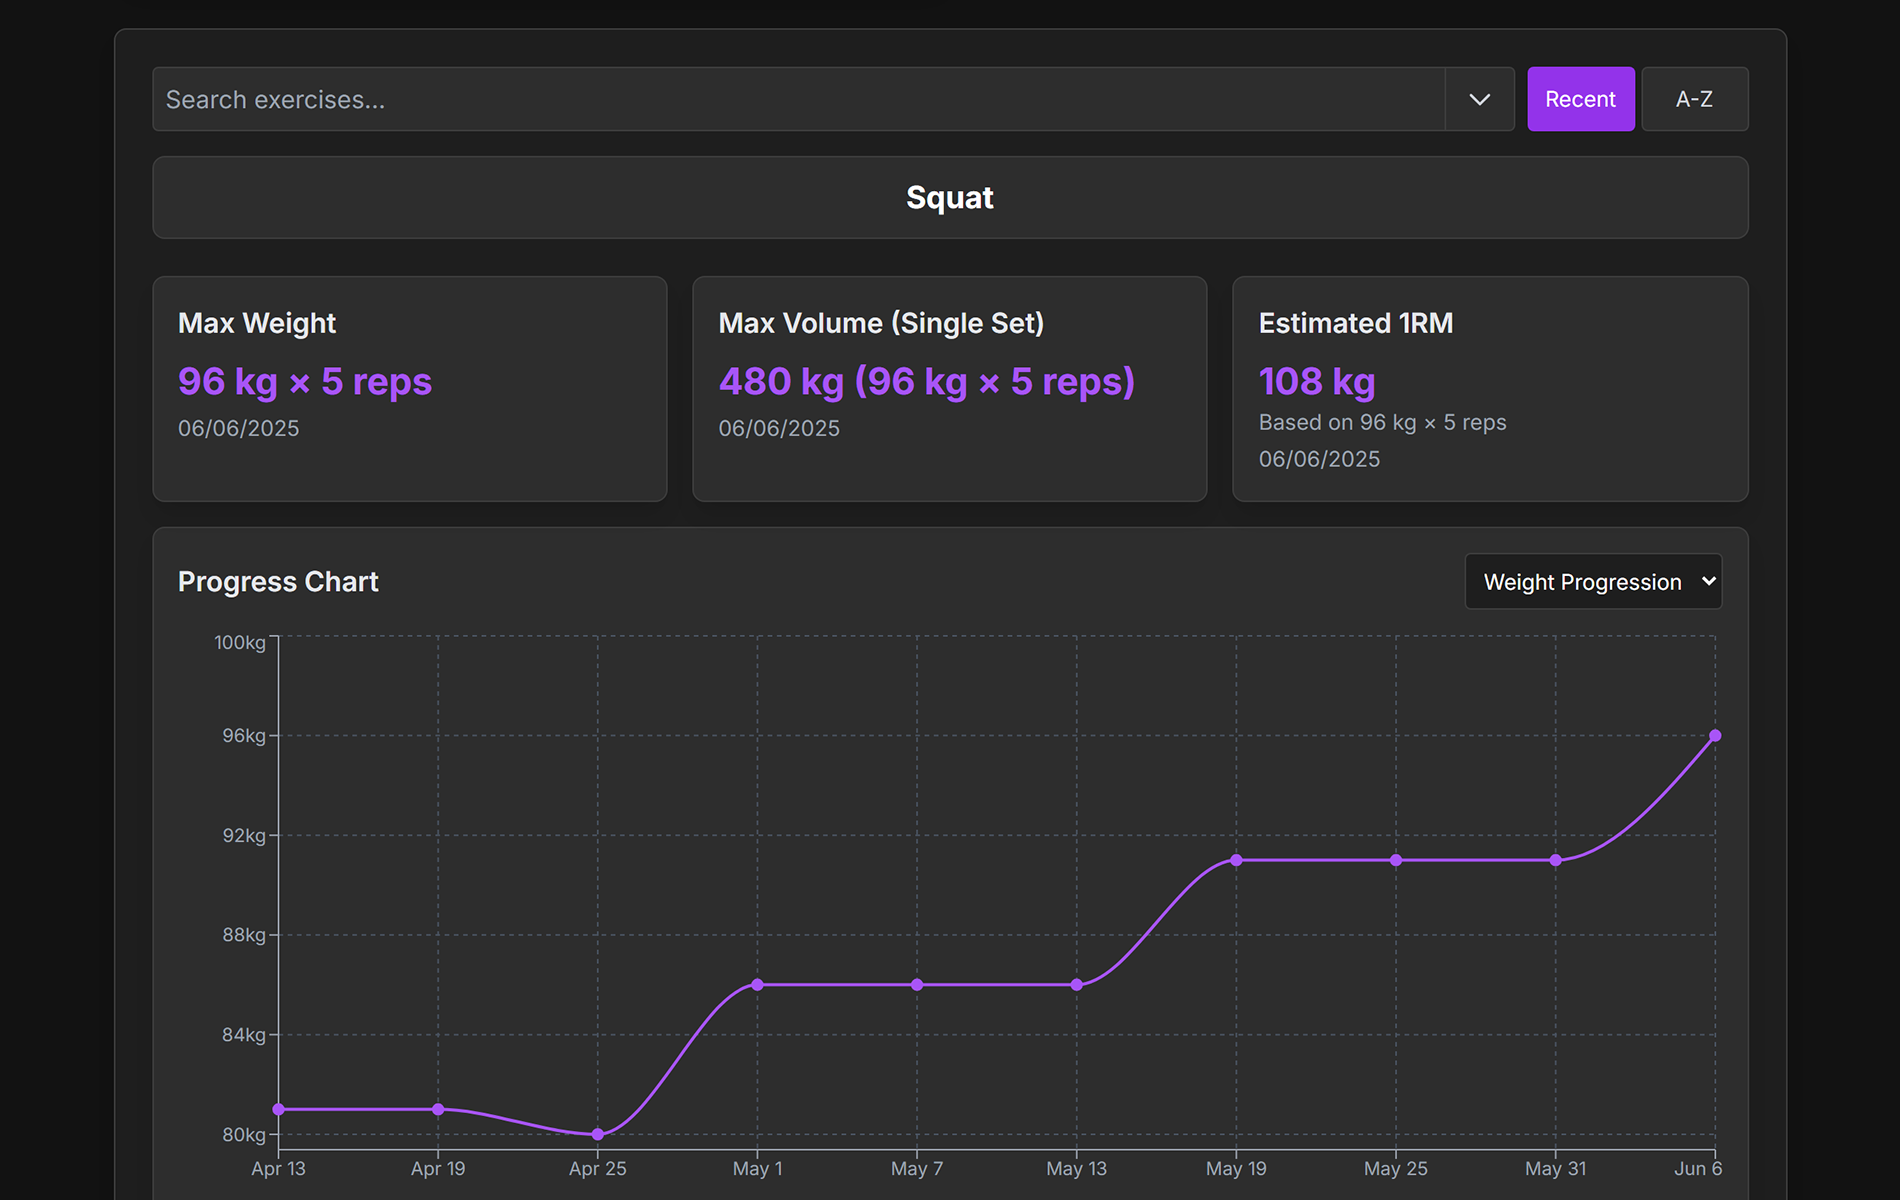 Search exercises...
Recent
A-Z
Squat
Max Weight
96 kg × 5 reps
06/06/2025
Max Volume (Single Set)
480 kg (96 kg × 5 reps)
06/06/2025
Estimated 1RM
108 kg
Based on 96 kg × 5 reps
06/06/2025
Progress Chart
Weight Progression
100kg
96kg
92kg
88kg
84kg
80kg
Apr 13
Apr 19
Apr 25
May 1
May 7
May 13
May 19
May 25
May 31
Jun 6